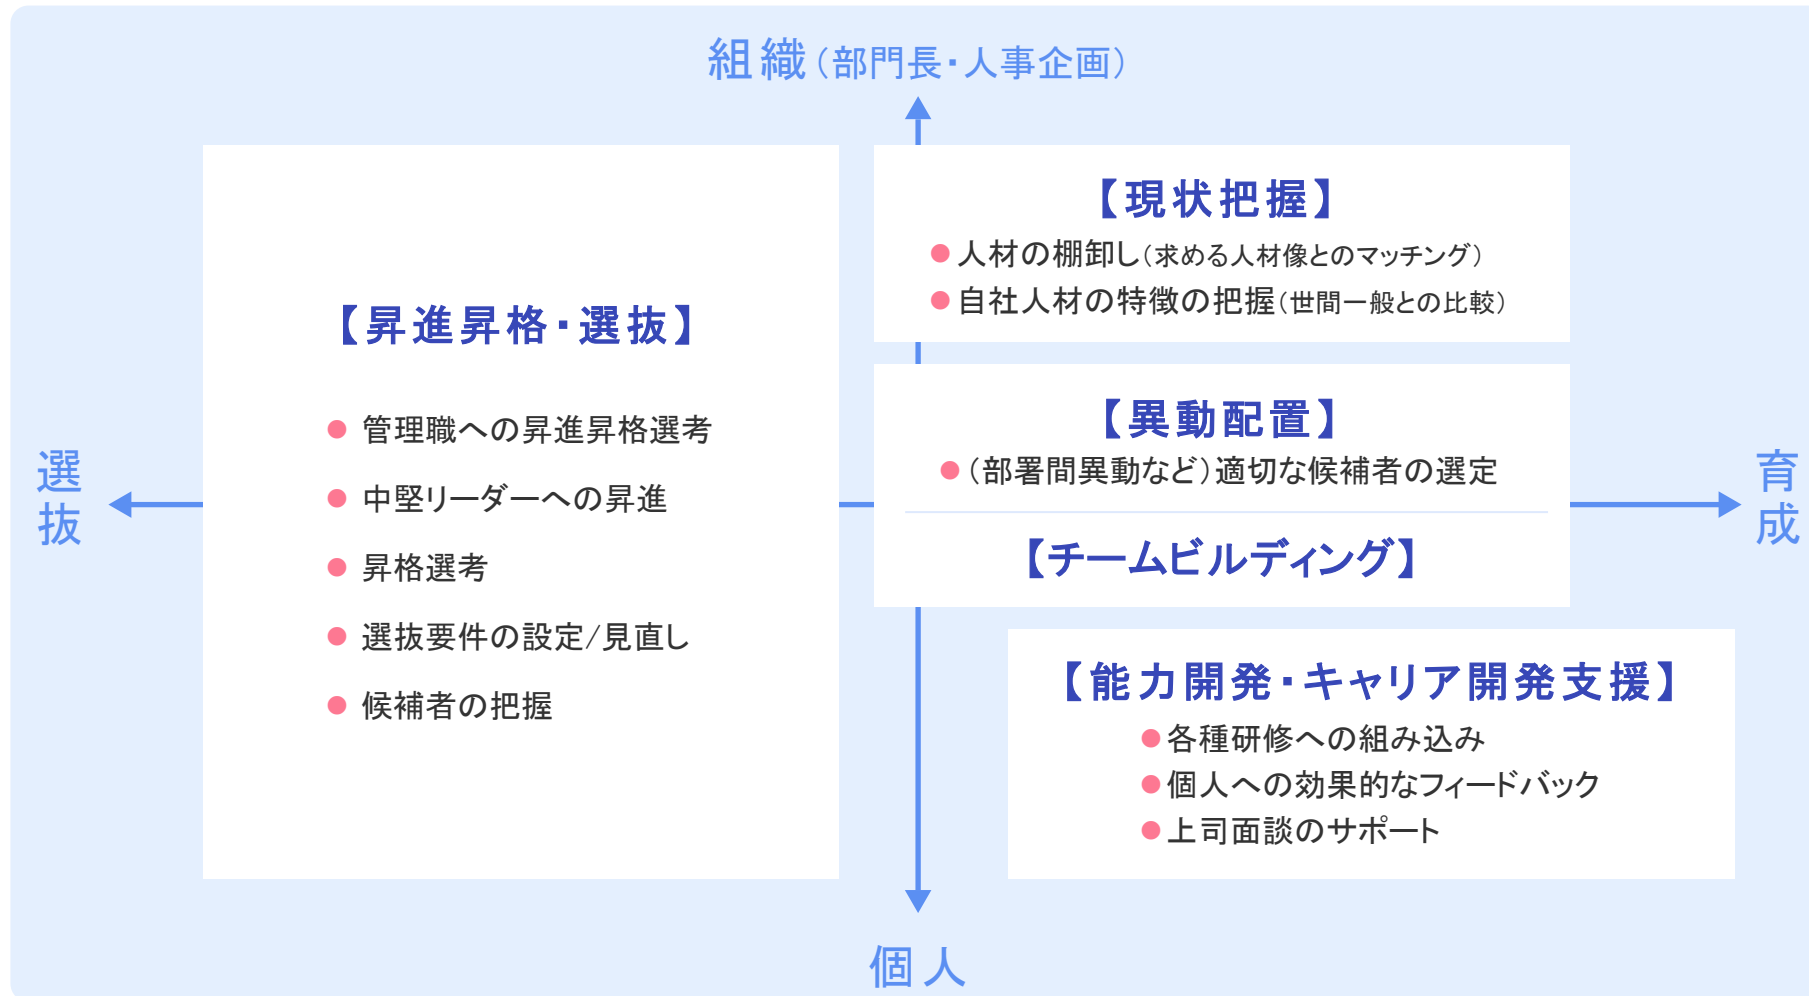 組織(部門長・人事企画)
選抜
【昇進昇格・選抜】
管理職への昇進昇格選考
中堅リーダーへの昇進
昇格選考
選抜要件の設定/見直し
候補者の把握
【現状把握】
人材の棚卸し(求める人材像とのマッチング)
自社人材の特徴の把握(世間一般との比較)
【異動配置】
(部署間異動など)適切な候補者の選定
【チームビルディング】
【能力開発・キャリア開発支援】
各種研修への組み込み
個人への効果的なフィードバック
上司面談のサポート
育成
個人